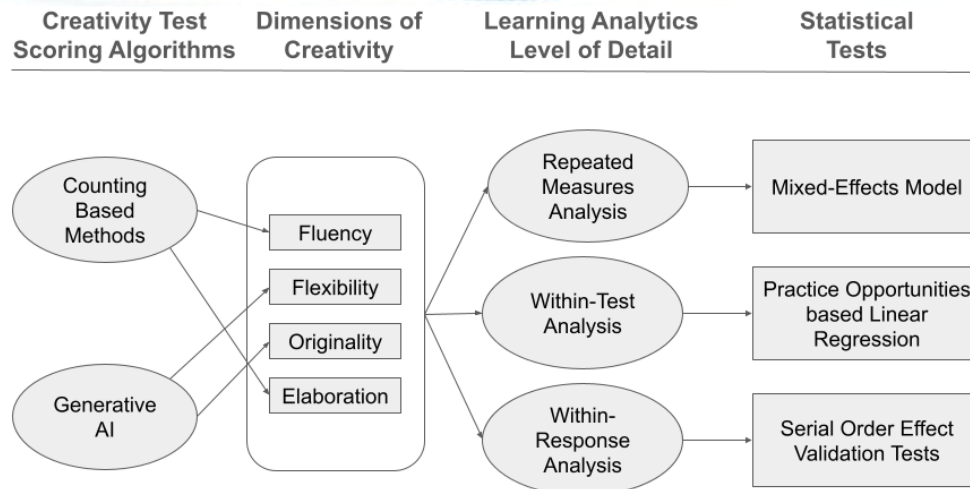 Creativity Test
Scoring Algorithms
Dimensions of
Creativity
Learning Analytics
Level of Detail
Statistical
Tests
Counting
Based
Methods
Generative
AI
Fluency
Flexibility
Originality
Elaboration
Repeated
Measures
Analysis
Within-Test
Analysis
Within-
Response
Analysis
Mixed-Effects Model
Practice Opportunities
based Linear
Regression
Serial Order Effect
Validation Tests